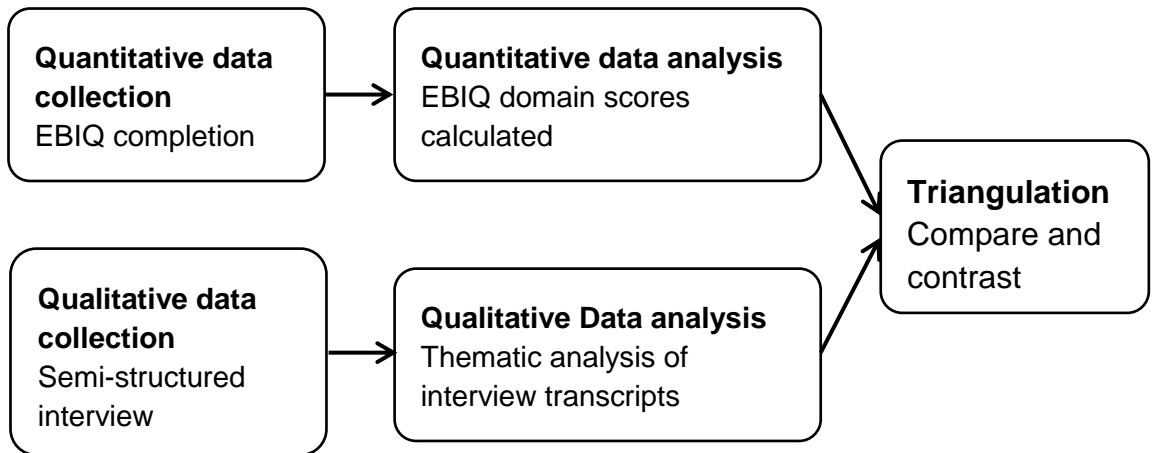 Quantitative data
collection
EBIQ completion
Quantitative data analysis
EBIQ domain scores
calculated
Triangulation
Compare and
contrast
Qualitative data
collection
Semi-structured
interview
Qualitative Data analysis
Thematic analysis of
interview transcripts